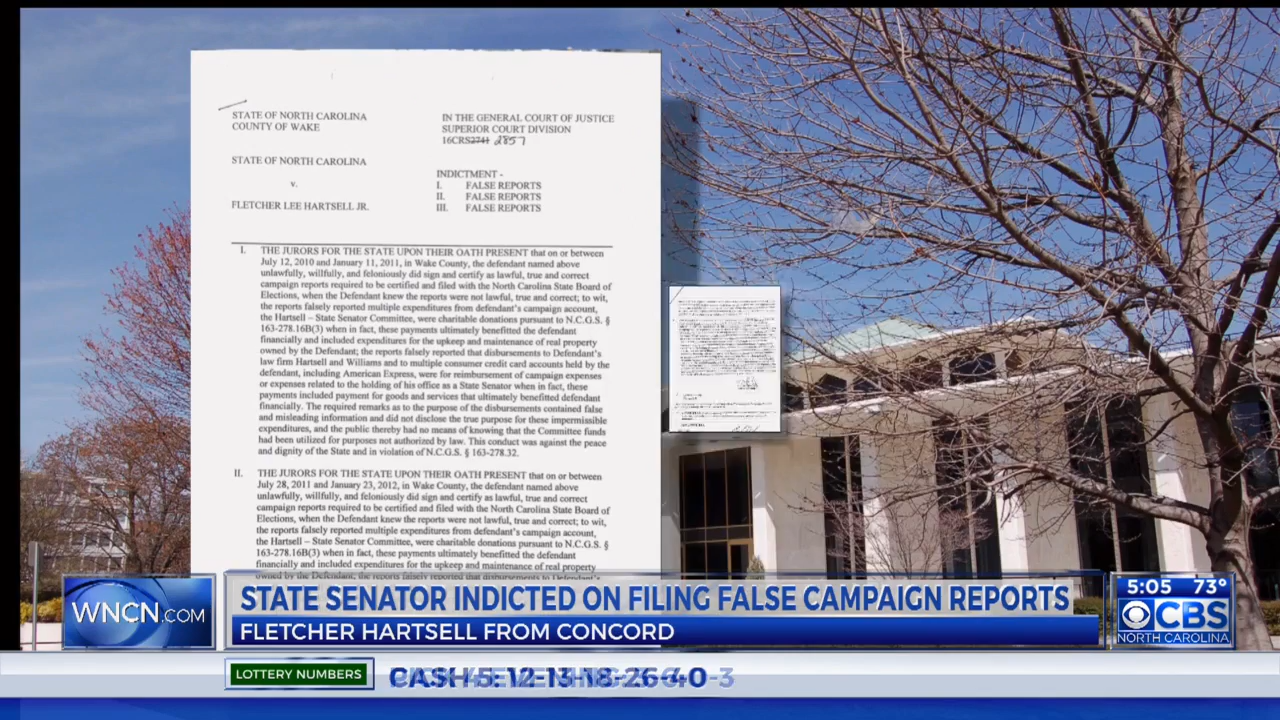 STATE OF NORTH CAROLINA
COUNTY OF WAKE
IN THE GENERAL COURT OF JUSTICE
SUPERIOR COURT DIVISION
16CRS2741 2857
STATE OF NORTH CAROLINA
v.
FLETCHER LEE HARTSELL JR.
INDICTMENT -
I. FALSE REPORTS
II. FALSE REPORTS
III. FALSE REPORTS
I. THE JURORS FOR THE STATE UPON THEIR OATH PRESENT that on or between
July 12, 2010 and January 11, 2011, in Wake County, the defendant named above
unlawfully, willfully, and feloniously did sign and certify as lawful, true and correct
campaign reports required to be certified and filed with the North Carolina State Board of
Elections, when the Defendant knew the reports were not lawful, true and correct; to wit,
the reports falsely reported multiple expenditures from defendant's campaign account,
the Hartsell – State Senator Committee, were charitable donations pursuant to N.C.G.S. §
163-278.16B(3) when in fact, these payments ultimately benefitted the defendant
financially and included expenditures for the upkeep and maintenance of real property
owned by the Defendant; the reports falsely reported that disbursements to Defendant's
law firm Hartsell and Williams and to multiple consumer credit card accounts held by the
defendant, including American Express, were for reimbursement of campaign expenses
or expenses related to the holding of his office as a State Senator when in fact, these
payments included payment for goods and services that ultimately benefitted defendant
financially. The required remarks as to the purpose of the disbursements contained false
and misleading information and did not disclose the true purpose for these impermissible
expenditures, and the public thereby had no means of knowing that the Committee funds
had been utilized for purposes not authorized by law. This conduct was against the peace
and dignity of the State and in violation of N.C.G.S. § 163-278.32.
II. THE JURORS FOR THE STATE UPON THEIR OATH PRESENT that on or between
July 28, 2011 and January 23, 2012, in Wake County, the defendant named above
unlawfully, willfully, and feloniously did sign and certify as lawful, true and correct
campaign reports required to be certified and filed with the North Carolina State Board of
Elections, when the Defendant knew the reports were not lawful, true and correct; to wit,
the reports falsely reported multiple expenditures from defendant's campaign account,
the Hartsell – State Senator Committee, were charitable donations pursuant to N.C.G.S. §
163-278.16B(3) when in fact, these payments ultimately benefitted the defendant
financially and included expenditures for the upkeep and maintenance of real property
owned by the Defendant; the reports falsely reported that disbursements to Defendant's
WNCN.COM
STATE SENATOR INDICTED ON FILING FALSE CAMPAIGN REPORTS
FLETCHER HARTSELL FROM CONCORD
5:05 73°
CBS
NORTH CAROLINA
LOTTERY NUMBERS
CASH 5: 12-13-18-26-40